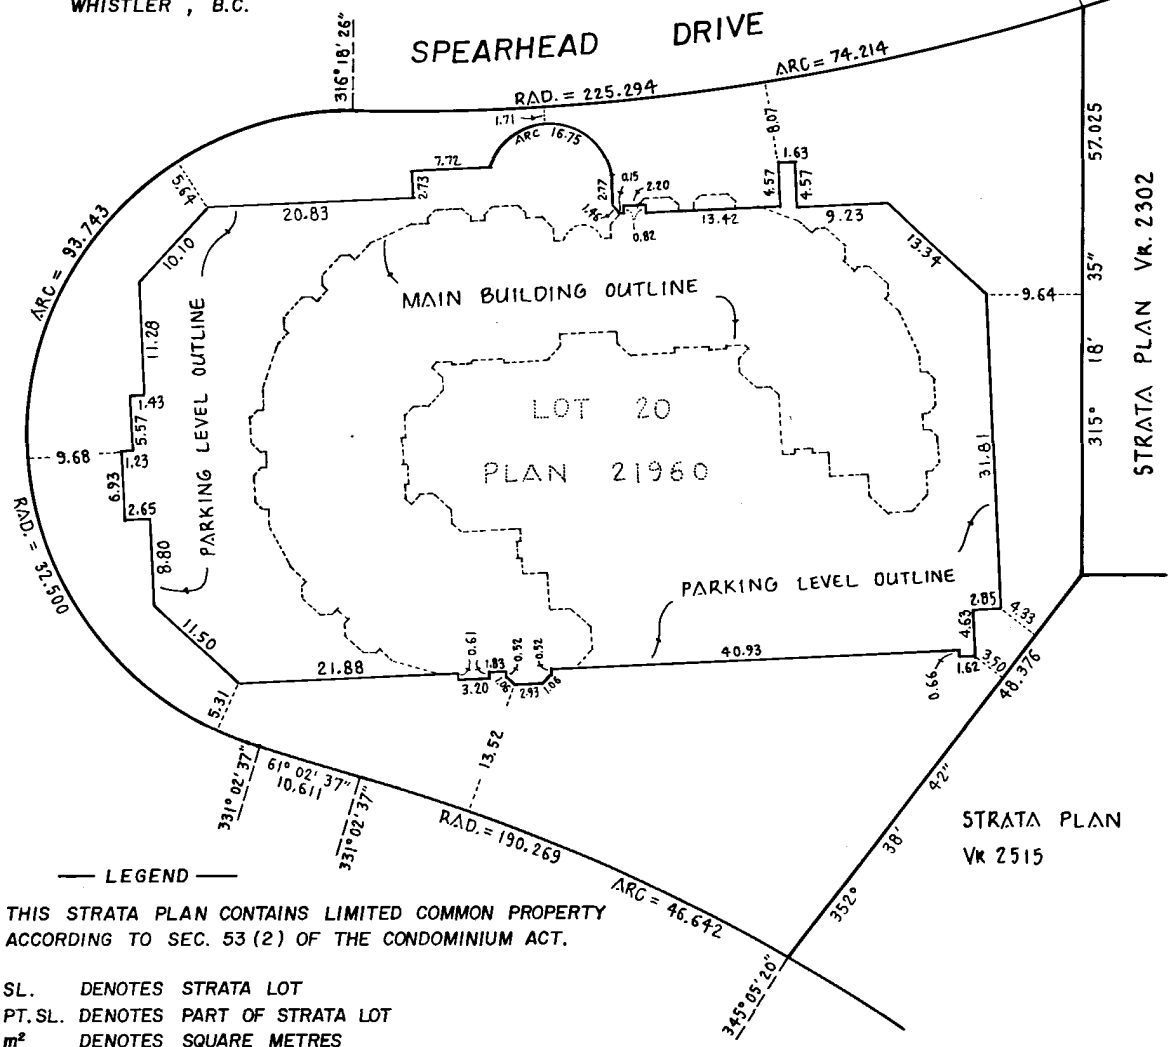 WHISTLER , B.C.
316° 18' 26"
SPEARHEAD DRIVE
ARC = 74.214
RAD. = 225.294
1.71
ARC 16.75
8.07
57.025
1.63
7.72
2.73
5.64
20.83
2.77
0.15
2.20
1.46
0.82
13.42
4.57
4.57
9.23
13.34
ARC = 93.743
10.10
MAIN BUILDING OUTLINE
9.64
35"
18'
315°
STRATA PLAN VR. 2302
11.28
PARKING LEVEL OUTLINE
1.43
5.57
LOT 20
PLAN 21960
31.81
9.68
1.23
6.93
2.65
8.80
RAD. = 32.500
PARKING LEVEL OUTLINE
2.85
4.33
4.63
11.50
21.88
0.61
1.83
0.52
0.52
40.93
3.20
1.06
2.93
1.06
0.66
1.62
3.50
48.376
5.31
13.52
331° 02' 37"
61° 02' 37"
10,611
331° 02' 37"
RAD. = 190.269
42"
38'
352°
STRATA PLAN
VR 2515
ARC = 46.642
345° 05' 20"
LEGEND
THIS STRATA PLAN CONTAINS LIMITED COMMON PROPERTY
ACCORDING TO SEC. 53 (2) OF THE CONDOMINIUM ACT.
SL. DENOTES STRATA LOT
PT. SL. DENOTES PART OF STRATA LOT
m² DENOTES SQUARE METRES